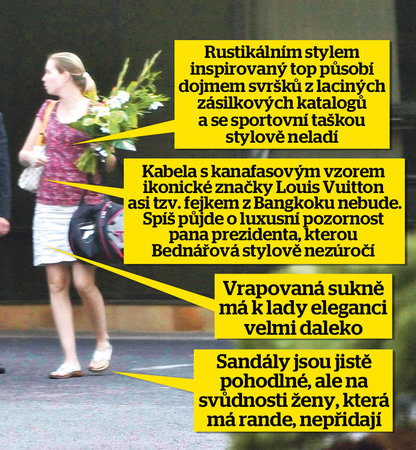 Rustikálním stylem
inspirovaný top působí
dojmem svršků z laciných
zásilkových katalogů
a se sportovní taškou
stylově neladí
Kabela s kanafasovým vzorem
ikonické značky Louis Vuitton
asi tzv. fejkem z Bangkoku nebude.
Spíš půjde o luxusní pozornost
pana prezidenta, kterou
Bednářová stylově nezúročí
Vrapovaná sukně
má k lady eleganci
velmi daleko
Sandály jsou jistě
pohodlné, ale na
svůdnosti ženy, která
má rande, nepřidají